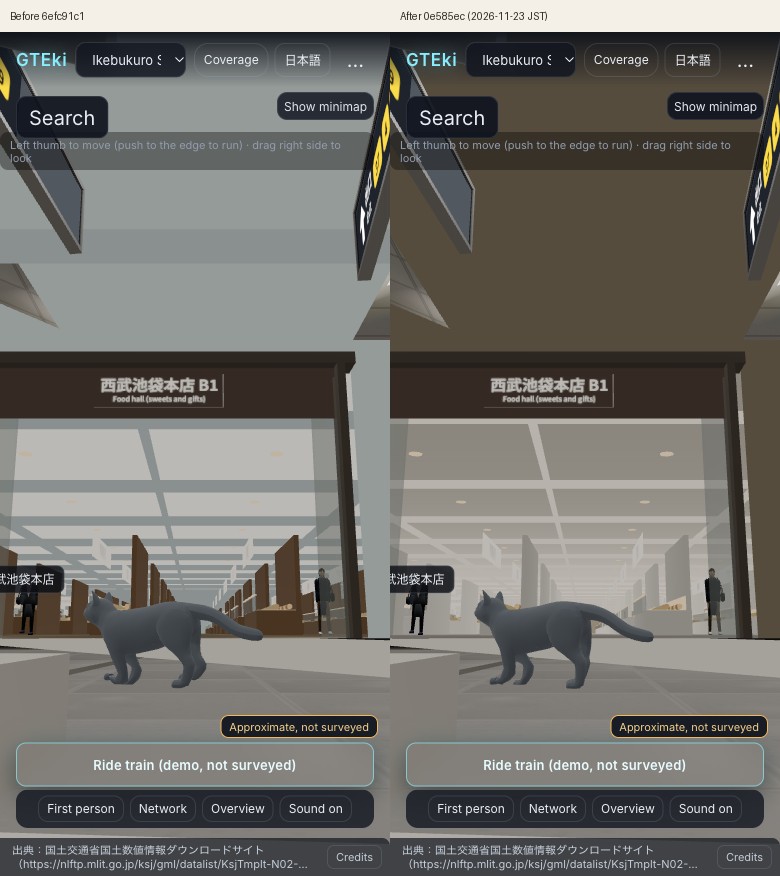 Before 6efc91c1
After 0e585ec (2026-11-23 JST)
GTEki
Ikebukuro S
Coverage
日本語
...
Search
Show minimap
Left thumb to move (push to the edge to run) · drag right side to
look
西武池袋本店 B1
Food hall (sweets and gifts)
武池袋本店
Approximate, not surveyed
Ride train (demo, not surveyed)
First person
Network
Overview
Sound on
出典：国土交通省国土数値情報ダウンロードサイト
（https://nlftp.mlit.go.jp/ksj/gml/datalist/KsjTmplt-N02-...
Credits
GTEki
Ikebukuro S
Coverage
日本語
...
Search
Show minimap
Left thumb to move (push to the edge to run) · drag right side to
look
西武池袋本店 B1
Food hall (sweets and gifts)
武池袋本店
Approximate, not surveyed
Ride train (demo, not surveyed)
First person
Network
Overview
Sound on
出典：国土交通省国土数値情報ダウンロードサイト
（https://nlftp.mlit.go.jp/ksj/gml/datalist/KsjTmplt-N02-...
Credits